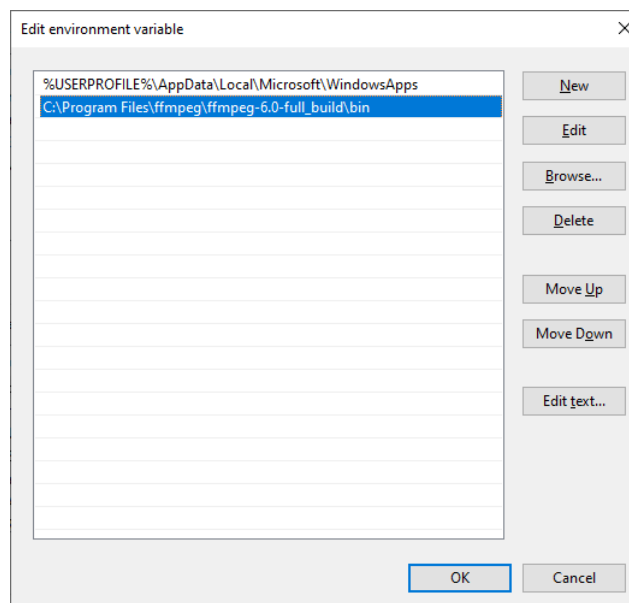 Edit environment variable
%USERPROFILE%\AppData\Local\Microsoft\WindowsApps
C:\Program Files\ffmpeg\ffmpeg-6.0-full_build\bin
New
Edit
Browse...
Delete
Move Up
Move Down
Edit text...
OK
Cancel